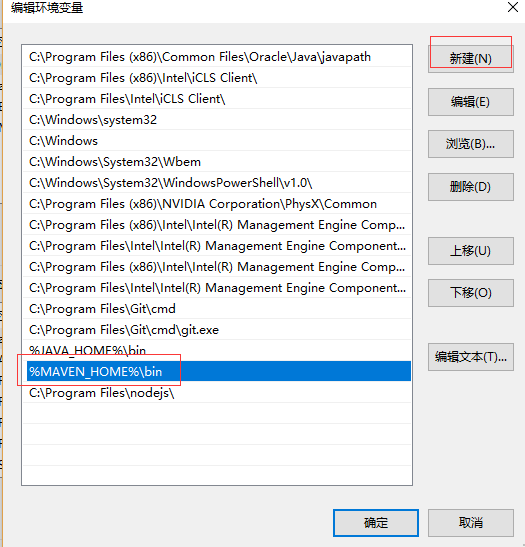 编辑环境变量
C:\Program Files (x86)\Common Files\Oracle\Java\javapath
新建(N)
C:\Program Files (x86)\Intel\iCLS Client\
C:\Program Files\Intel\iCLS Client\
编辑(E)
C:\Windows\system32
C:\Windows
浏览(B)...
C:\Windows\System32\Wbem
C:\Windows\System32\WindowsPowerShell\v1.0\
删除(D)
C:\Program Files (x86)\NVIDIA Corporation\PhysX\Common
C:\Program Files (x86)\Intel\Intel(R) Management Engine Comp...
C:\Program Files\Intel\Intel(R) Management Engine Component...
上移(U)
C:\Program Files (x86)\Intel\Intel(R) Management Engine Comp...
C:\Program Files\Intel\Intel(R) Management Engine Component...
下移(O)
C:\Program Files\Git\cmd
C:\Program Files\Git\cmd\git.exe
%JAVA_HOME%\bin
编辑文本(T)...
%MAVEN_HOME%\bin
C:\Program Files\nodejs\
确定
取消